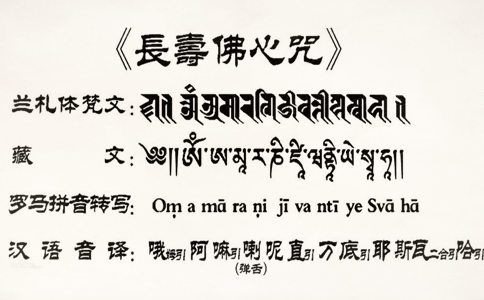 《長壽佛心咒》
兰札体梵文:
藏 文: ༄༅།།ཨོཾ་ཨ་མཱ་ར་ཎི་ཛཱི་ཝནྟཱི་ཡེ་སྭཱ་ཧཱ།།
罗马拼音转写: Oṃ a mā ra ṇi jī va ntī ye Svā hā
汉语音译: 哦引 阿 嘛引 喇 呢 直引 万 底引 耶 斯瓦二合引 哈引
(弹舌)